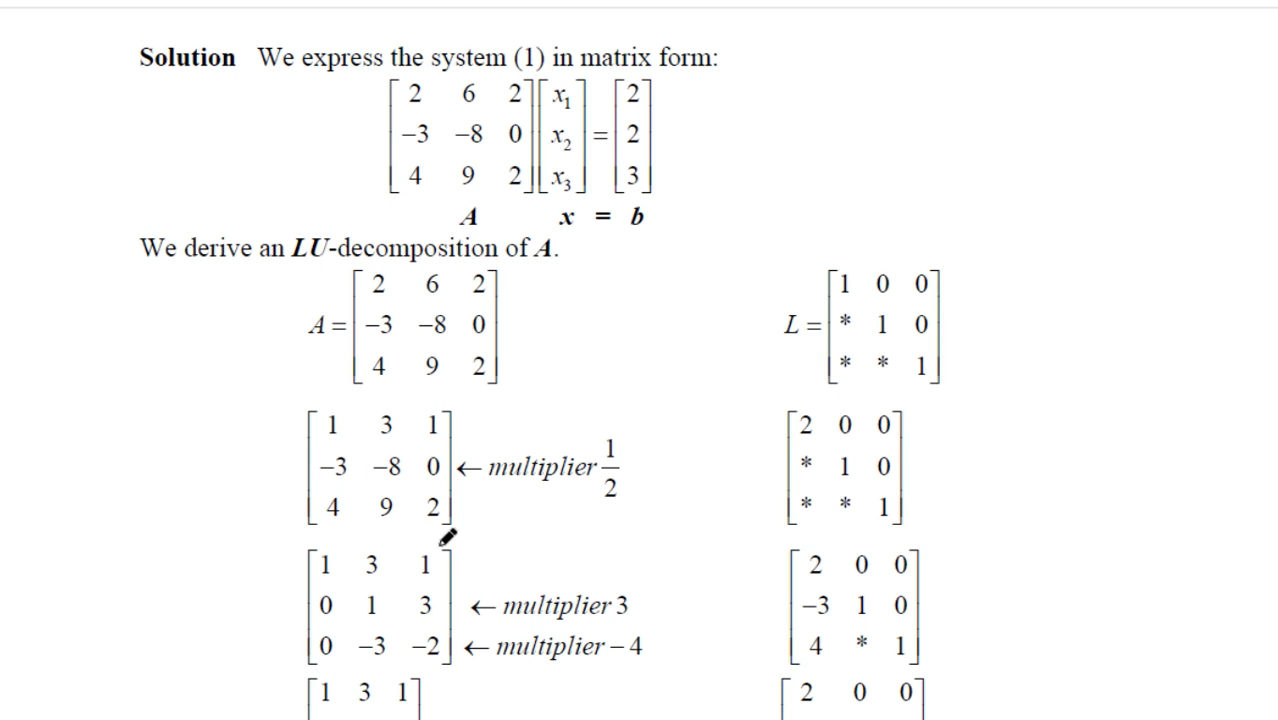 Solution We express the system (1) in matrix form:
[2 6 2] [x₁] [2]
[−3 −8 0] [x₂] = [2]
[4 9 2] [x₃] [3]
A x = b
We derive an LU-decomposition of A.
[2 6 2] [1 0 0]
A = [−3 −8 0] L = [* 1 0]
[4 9 2] [* * 1]
[1 3 1] [2 0 0]
[−3 −8 0] ← multiplier 1/2 [* 1 0]
[4 9 2] [* * 1]
[1 3 1] [2 0 0]
[0 1 3] ← multiplier 3 [−3 1 0]
[0 −3 −2] ← multiplier − 4 [4 * 1]
[1 3 1] [2 0 0]